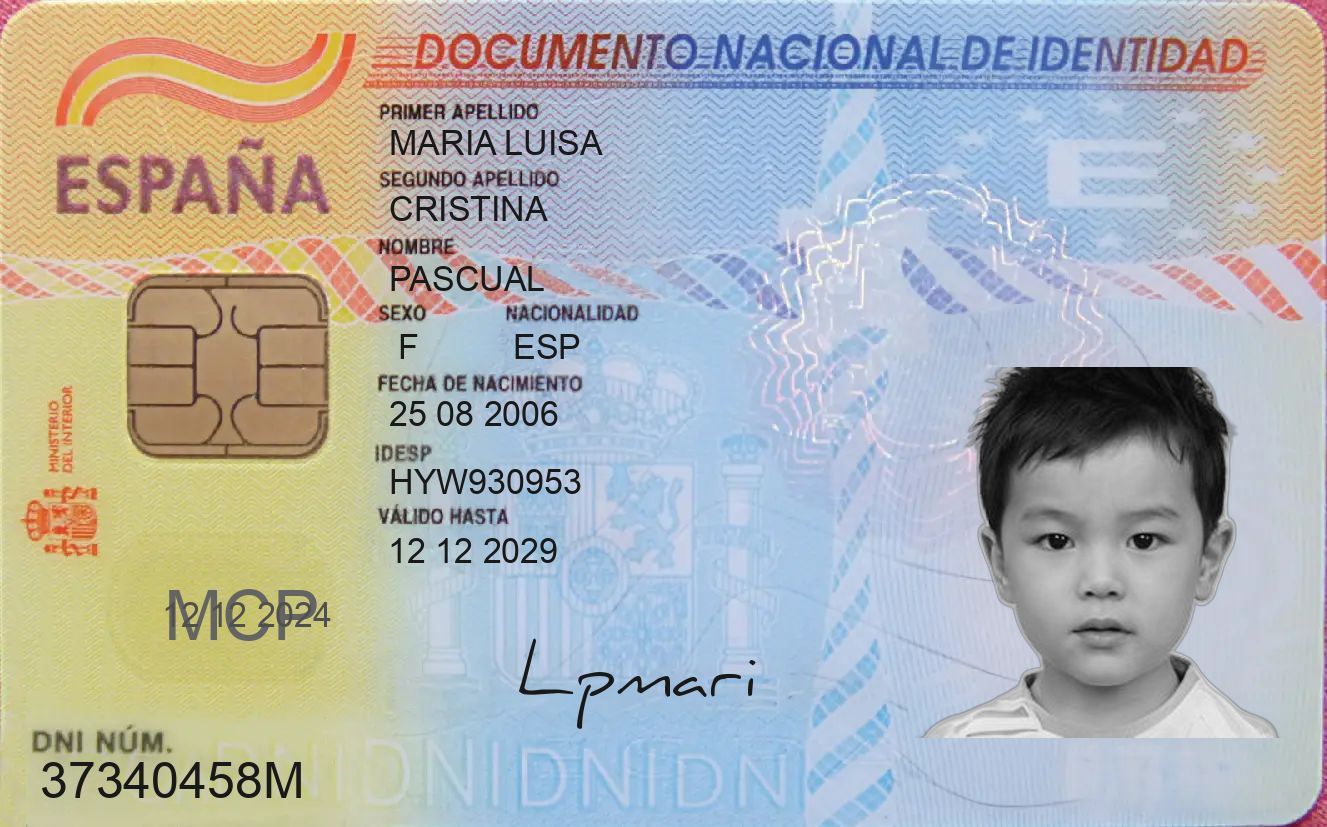 DOCUMENTO NACIONAL DE IDENTIDAD
ESPAÑA
PRIMER APELLIDO
MARIA LUISA
SEGUNDO APELLIDO
CRISTINA
NOMBRE
PASCUAL
SEXO NACIONALIDAD
F ESP
FECHA DE NACIMIENTO
25 08 2006
IDESP
HYW930953
VÁLIDO HASTA
12 12 2029
MINISTERIO
DEL INTERIOR
E
MCP
12 12 2024
Lpmari
DNI NÚM.
37340458M
DNIDNIDNIDNI